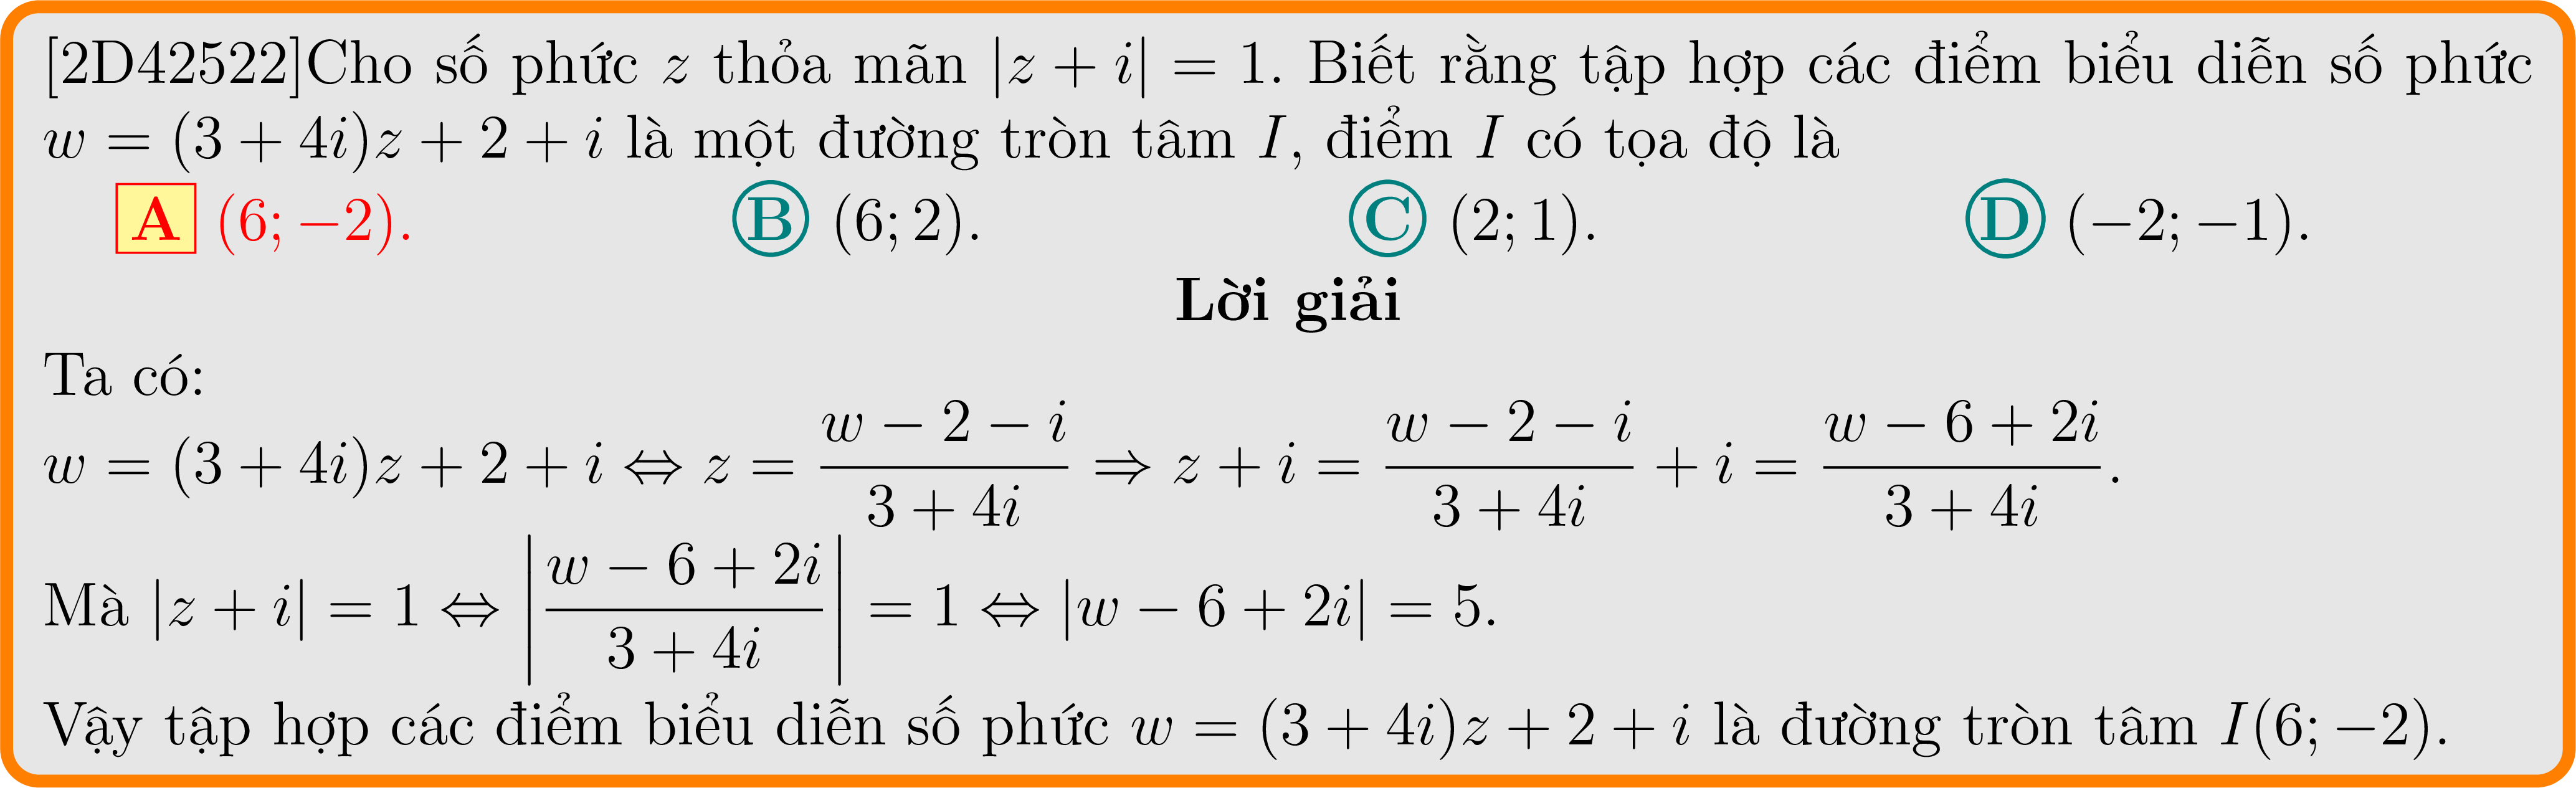 [2D42522]Cho số phức z thỏa mãn |z + i| = 1. Biết rằng tập hợp các điểm biểu diễn số phức
w = (3 + 4i)z + 2 + i là một đường tròn tâm I, điểm I có tọa độ là
A (6; −2). B (6; 2). C (2; 1). D (−2; −1).
Lời giải
Ta có:
w = (3 + 4i)z + 2 + i ⇔ z = \frac{w − 2 − i}{3 + 4i} ⇒ z + i = \frac{w − 2 − i}{3 + 4i} + i = \frac{w − 6 + 2i}{3 + 4i}.
Mà |z + i| = 1 ⇔ \left|\frac{w − 6 + 2i}{3 + 4i}\right| = 1 ⇔ |w − 6 + 2i| = 5.
Vậy tập hợp các điểm biểu diễn số phức w = (3 + 4i)z + 2 + i là đường tròn tâm I(6; −2).